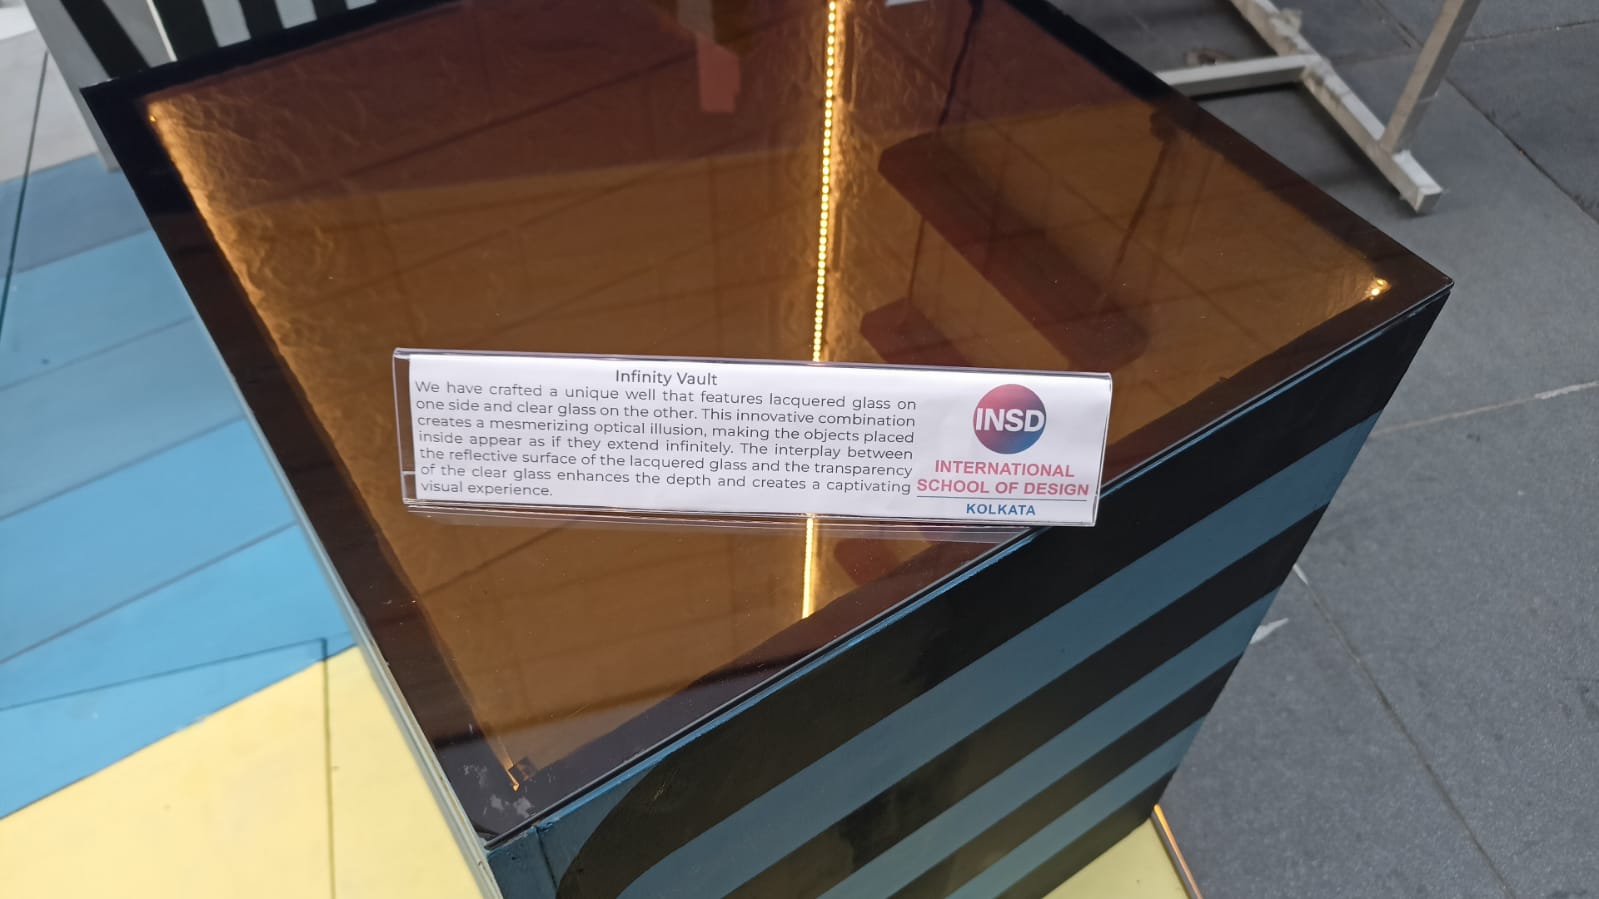 Infinity Vault
We have crafted a unique well that features lacquered glass on
one side and clear glass on the other. This innovative combination
creates a mesmerizing optical illusion, making the objects placed
inside appear as if they extend infinitely. The interplay between
the reflective surface of the lacquered glass and the transparency
of the clear glass enhances the depth and creates a captivating
visual experience.
INSD
INTERNATIONAL
SCHOOL OF DESIGN
KOLKATA